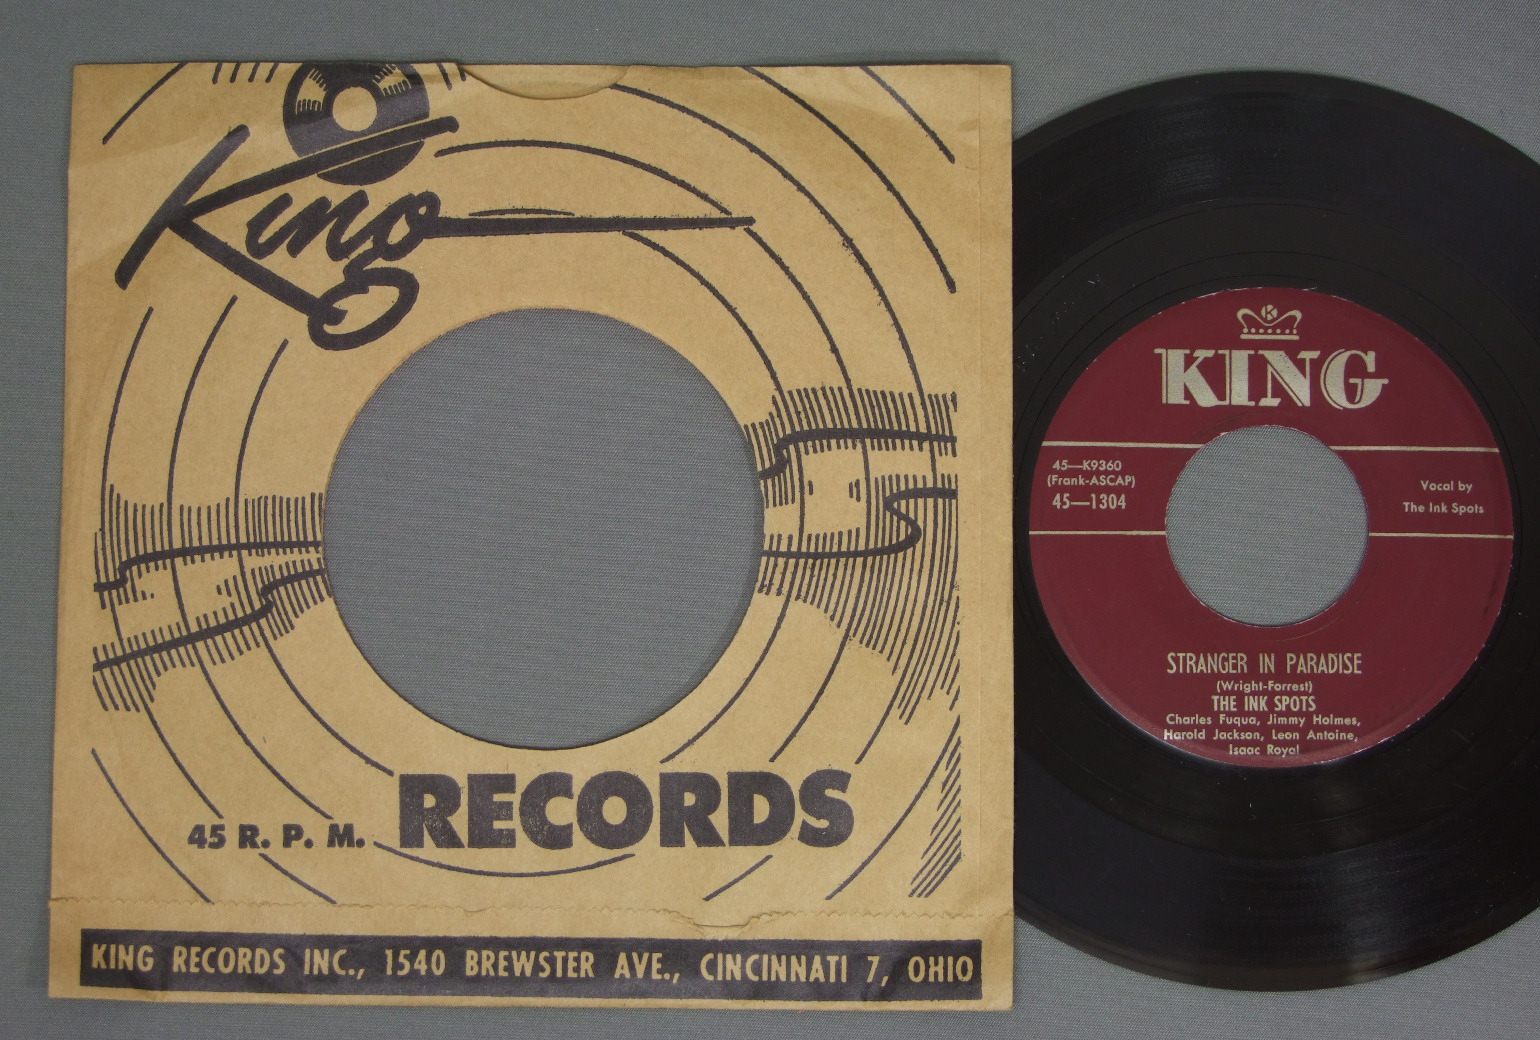 King
45 R. P. M. RECORDS
KING RECORDS INC., 1540 BREWSTER AVE., CINCINNATI 7, OHIO
K
KING
45—K9360
(Frank-ASCAP)
45—1304
Vocal by
The Ink Spots
STRANGER IN PARADISE
(Wright-Forrest)
THE INK SPOTS
Charles Fuqua, Jimmy Holmes,
Harold Jackson, Leon Antoine,
Isaac Royal